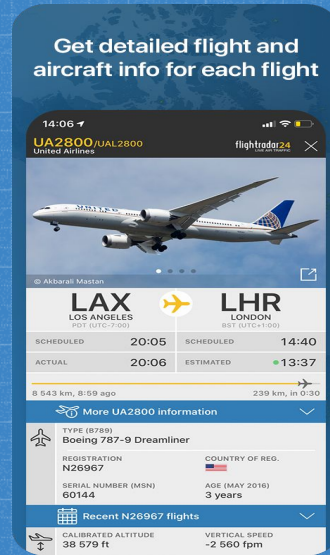 Get detailed flight and
aircraft info for each flight
14:06
UA2800/UAL2800
United Airlines
flightradar24
LIVE AIR TRAFFIC
UNITED
© Akbarali Mastan
LAX LHR
LOS ANGELES LONDON
PDT (UTC-7:00) BST (UTC+1:00)
SCHEDULED 20:05 SCHEDULED 14:40
ACTUAL 20:06 ESTIMATED 13:37
8 543 km, 8:59 ago 239 km, in 0:30
More UA2800 information
TYPE (B789)
Boeing 787-9 Dreamliner
REGISTRATION COUNTRY OF REG.
N26967
SERIAL NUMBER (MSN) AGE (MAY 2016)
60144 3 years
Recent N26967 flights
CALIBRATED ALTITUDE VERTICAL SPEED
38 579 ft -2 560 fpm